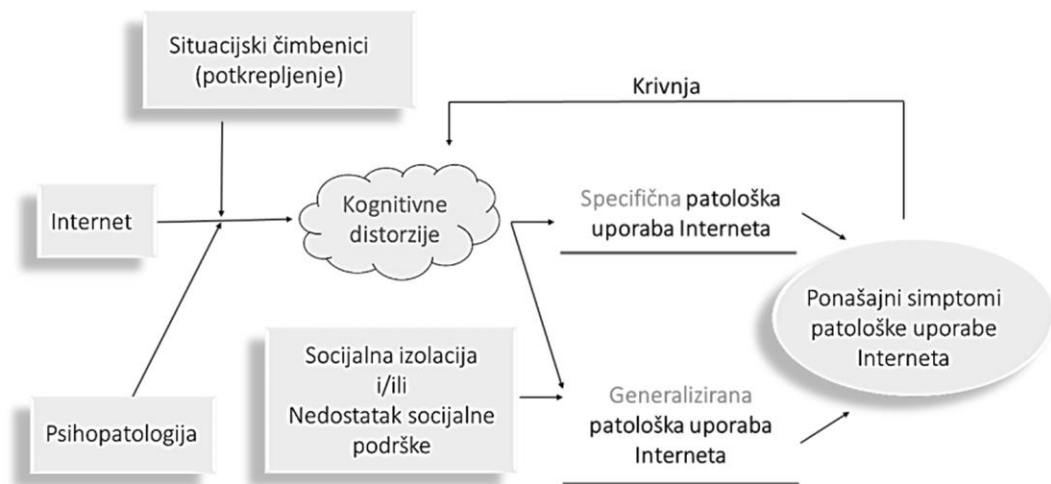 Situacijski čimbenici
(potkrepljenje)
Krivnja
Internet
Kognitivne
distorzije
Specifična patološka
uporaba Interneta
Ponašajni simptomi
patološke uporabe
Interneta
Socijalna izolacija
i/ili
Nedostatak socijalne
podrške
Generalizirana
patološka uporaba
Interneta
Psihopatologija